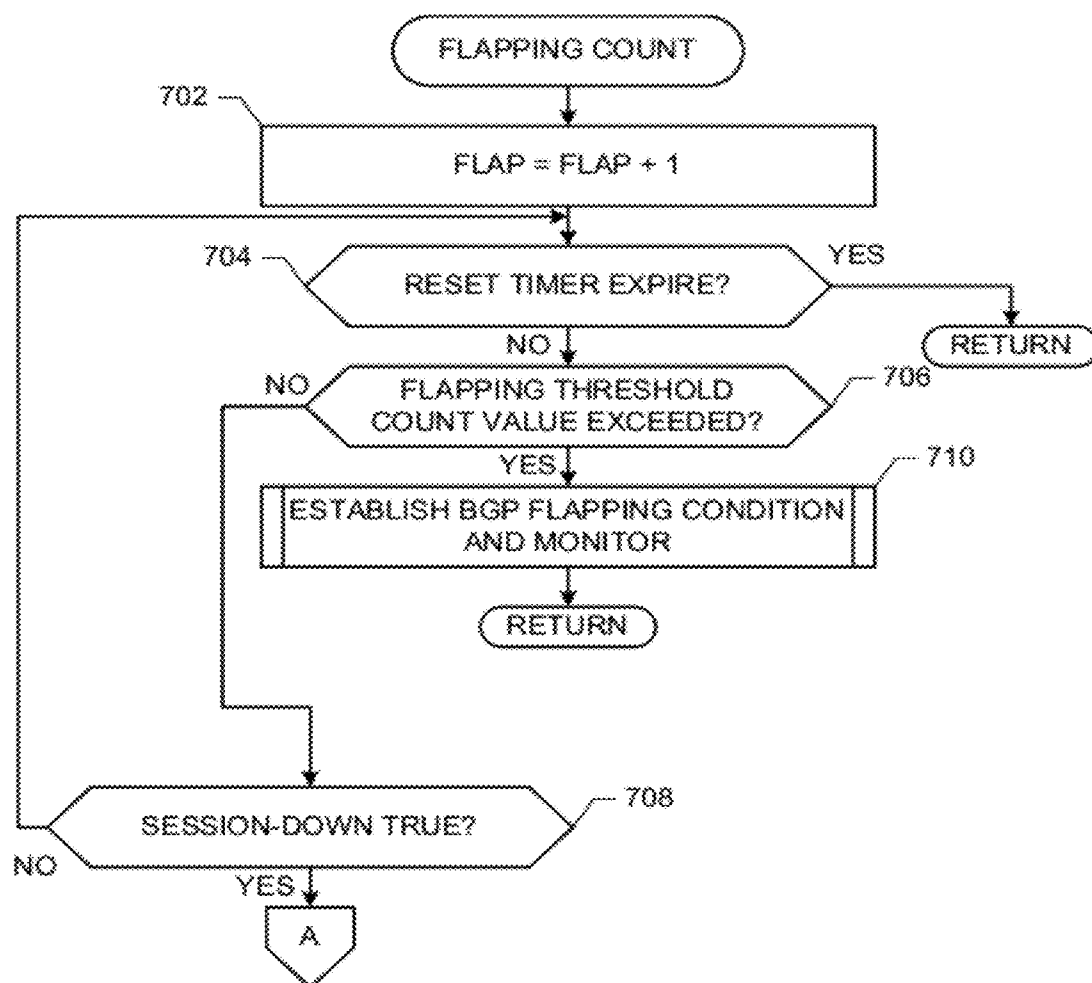 FLAPPING COUNT
702
FLAP = FLAP + 1
704
RESET TIMER EXPIRE?
YES
RETURN
NO
NO
FLAPPING THRESHOLD
COUNT VALUE EXCEEDED?
706
YES
710
ESTABLISH BGP FLAPPING CONDITION
AND MONITOR
RETURN
SESSION-DOWN TRUE?
708
NO
YES
A